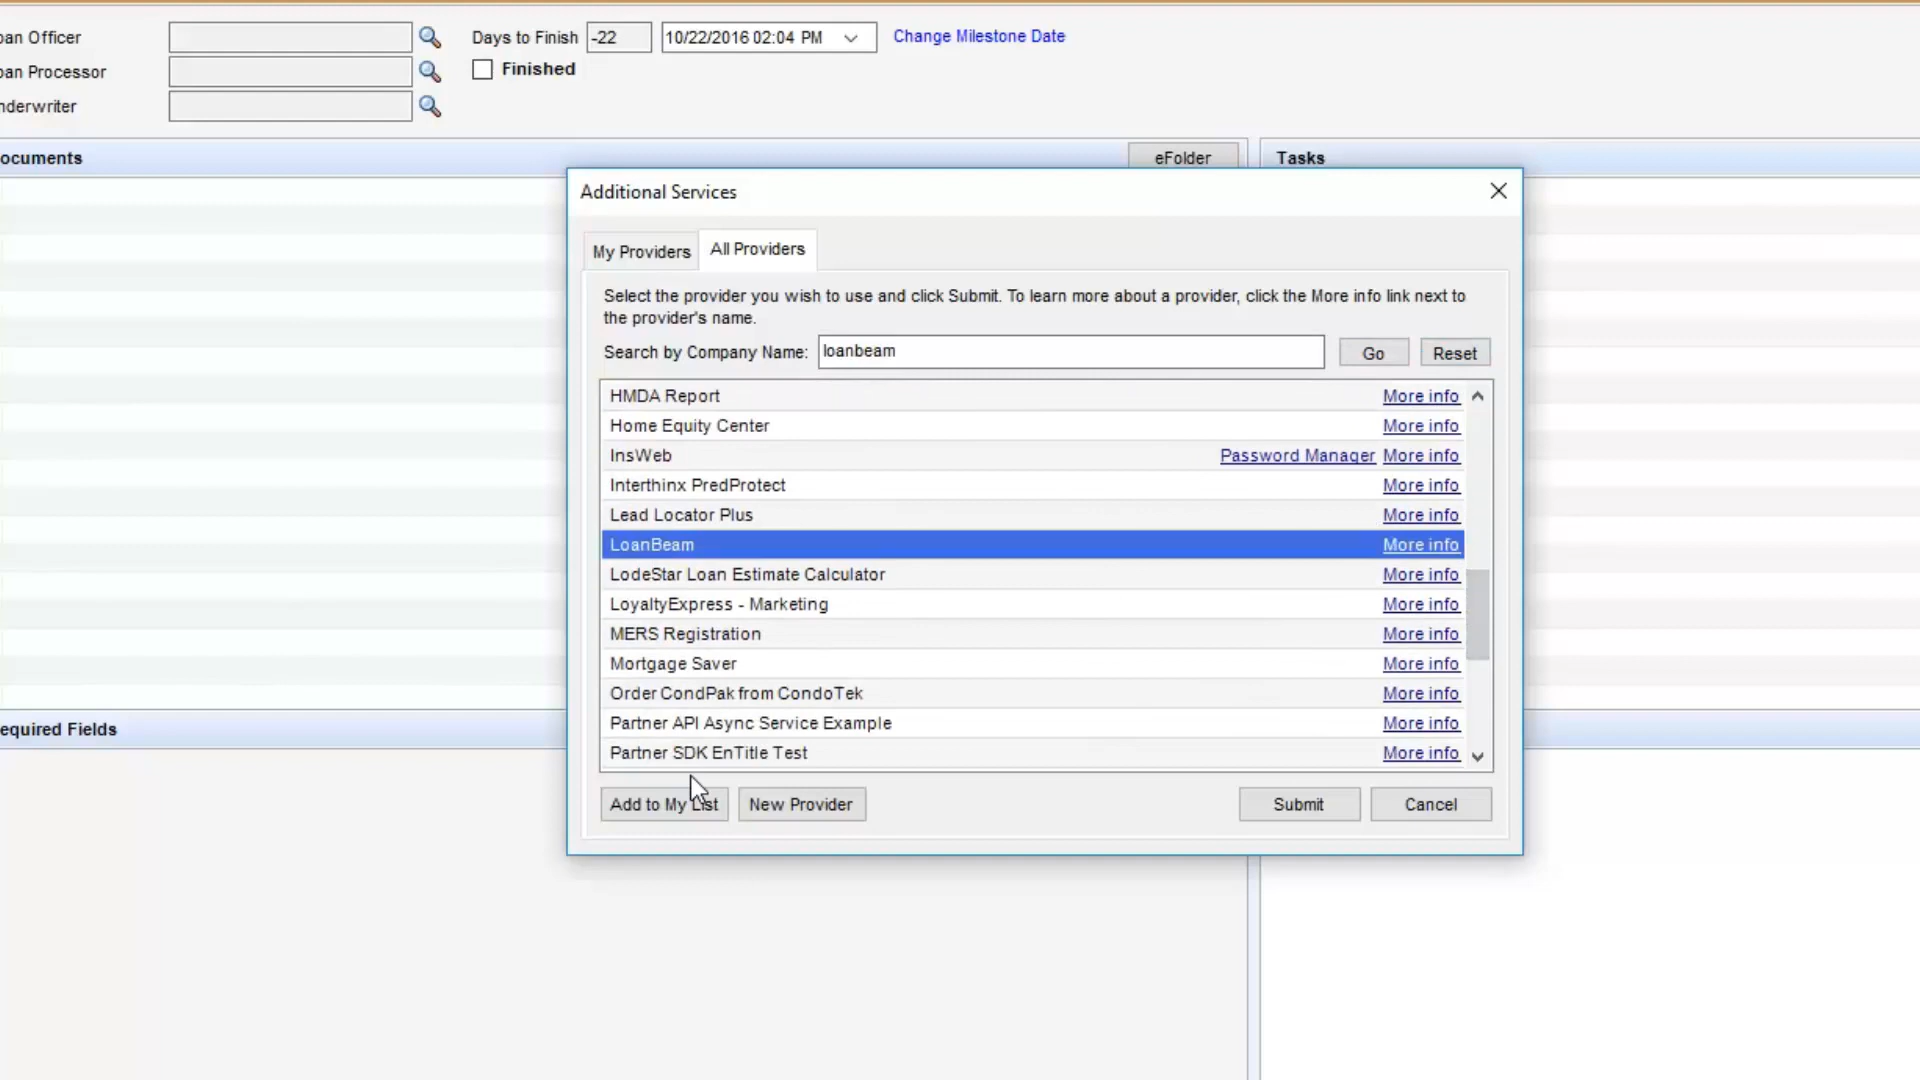 oan Officer
Days to Finish -22 10/22/2016 02:04 PM Change Milestone Date
oan Processor
Finished
nderwriter
ocuments
eFolder
Tasks
Additional Services
My Providers
All Providers
Select the provider you wish to use and click Submit. To learn more about a provider, click the More info link next to
the provider's name.
Search by Company Name: loanbeam Go Reset
HMDA Report More info
Home Equity Center More info
InsWeb Password Manager More info
Interthinx PredProtect More info
Lead Locator Plus More info
LoanBeam More info
LodeStar Loan Estimate Calculator More info
LoyaltyExpress - Marketing More info
MERS Registration More info
Mortgage Saver More info
Order CondPak from CondoTek More info
Partner API Async Service Example More info
Partner SDK EnTitle Test More info
Add to My List New Provider Submit Cancel
equired Fields